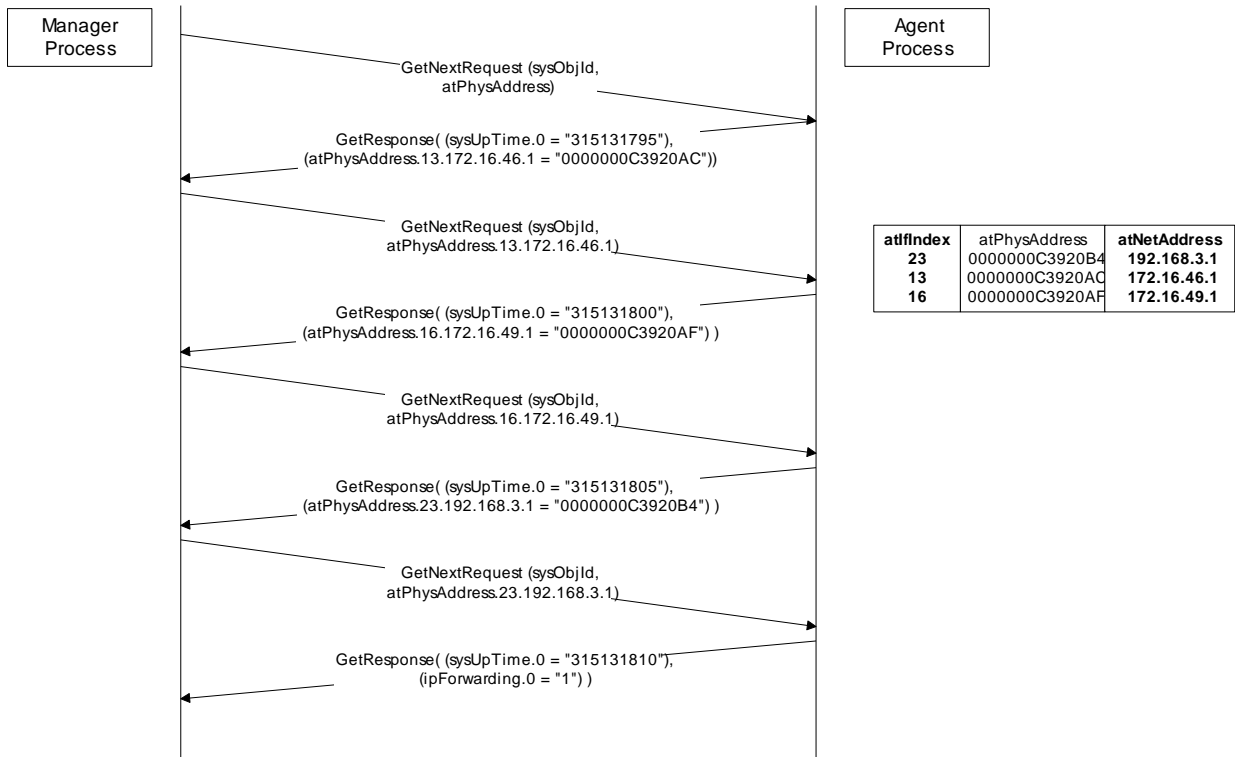 Manager
Process
Agent
Process
GetNextRequest (sysObjId,
atPhysAddress)
GetResponse( (sysUpTime.0 = "315131795"),
(atPhysAddress.13.172.16.46.1 = "0000000C3920AC"))
GetNextRequest (sysObjId,
atPhysAddress.13.172.16.46.1)
atIfIndex atPhysAddress atNetAddress
23 0000000C3920B4 192.168.3.1
13 0000000C3920AC 172.16.46.1
16 0000000C3920AF 172.16.49.1
GetResponse( (sysUpTime.0 = "315131800"),
(atPhysAddress.16.172.16.49.1 = "0000000C3920AF") )
GetNextRequest (sysObjId,
atPhysAddress.16.172.16.49.1)
GetResponse( (sysUpTime.0 = "315131805"),
(atPhysAddress.23.192.168.3.1 = "0000000C3920B4") )
GetNextRequest (sysObjId,
atPhysAddress.23.192.168.3.1)
GetResponse( (sysUpTime.0 = "315131810"),
(ipForwarding.0 = "1") )